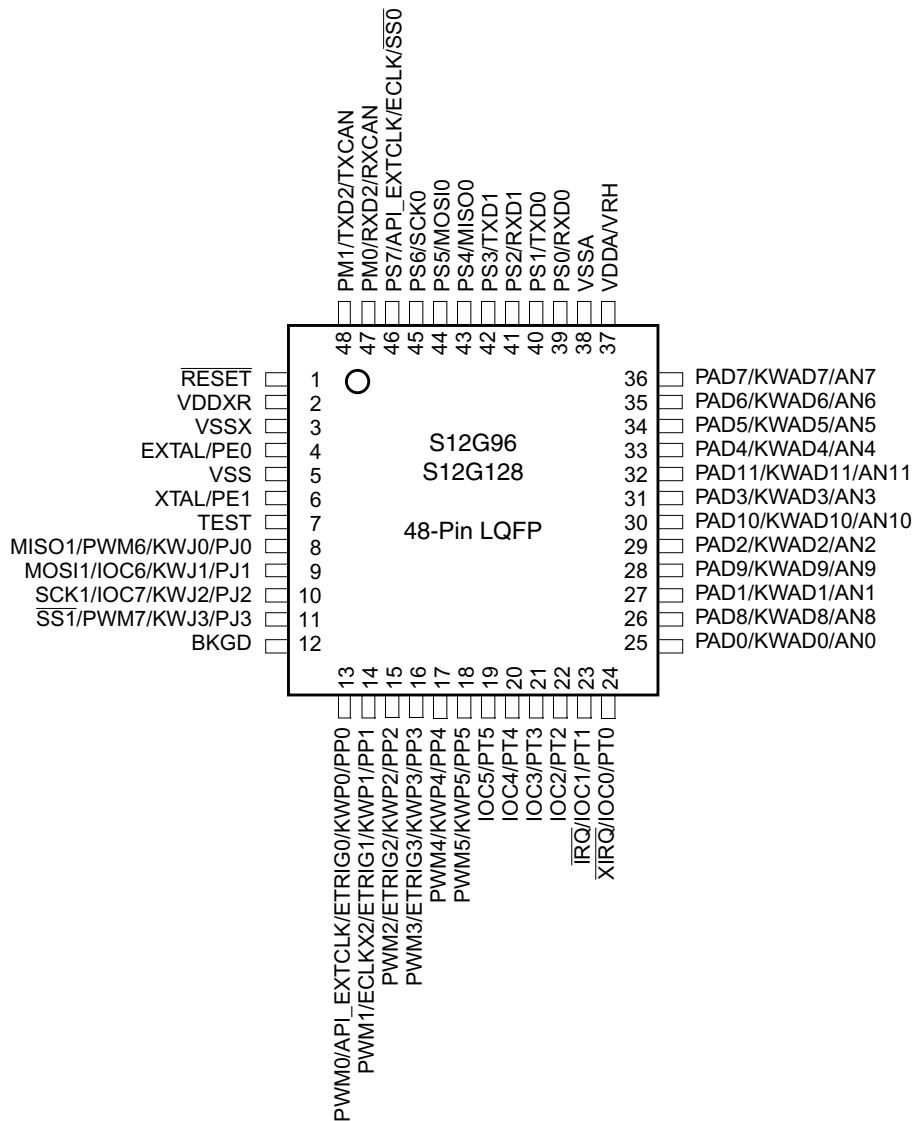 PM1/TXD2/TXCAN
PM0/RXD2/RXCAN
PS7/API_EXTCLK/ECLK/SS0
PS6/SCK0
PS5/MOSI0
PS4/MISO0
PS3/TXD1
PS2/RXD1
PS1/TXD0
PS0/RXD0
VSSA
VDDA/VRH
48
47
46
45
44
43
42
41
40
39
38
37
RESET 1
VDDXR 2
VSSX 3
EXTAL/PE0 4
VSS 5
XTAL/PE1 6
TEST 7
MISO1/PWM6/KWJ0/PJ0 8
MOSI1/IOC6/KWJ1/PJ1 9
SCK1/IOC7/KWJ2/PJ2 10
SS1/PWM7/KWJ3/PJ3 11
BKGD 12
S12G96
S12G128
48-Pin LQFP
36 PAD7/KWAD7/AN7
35 PAD6/KWAD6/AN6
34 PAD5/KWAD5/AN5
33 PAD4/KWAD4/AN4
32 PAD11/KWAD11/AN11
31 PAD3/KWAD3/AN3
30 PAD10/KWAD10/AN10
29 PAD2/KWAD2/AN2
28 PAD9/KWAD9/AN9
27 PAD1/KWAD1/AN1
26 PAD8/KWAD8/AN8
25 PAD0/KWAD0/AN0
13
14
15
16
17
18
19
20
21
22
23
24
PWM0/API_EXTCLK/ETRIG0/KWP0/PP0
PWM1/ECLKX2/ETRIG1/KWP1/PP1
PWM2/ETRIG2/KWP2/PP2
PWM3/ETRIG3/KWP3/PP3
PWM4/KWP4/PP4
PWM5/KWP5/PP5
IOC5/PT5
IOC4/PT4
IOC3/PT3
IOC2/PT2
IRQ/IOC1/PT1
XIRQ/IOC0/PT0